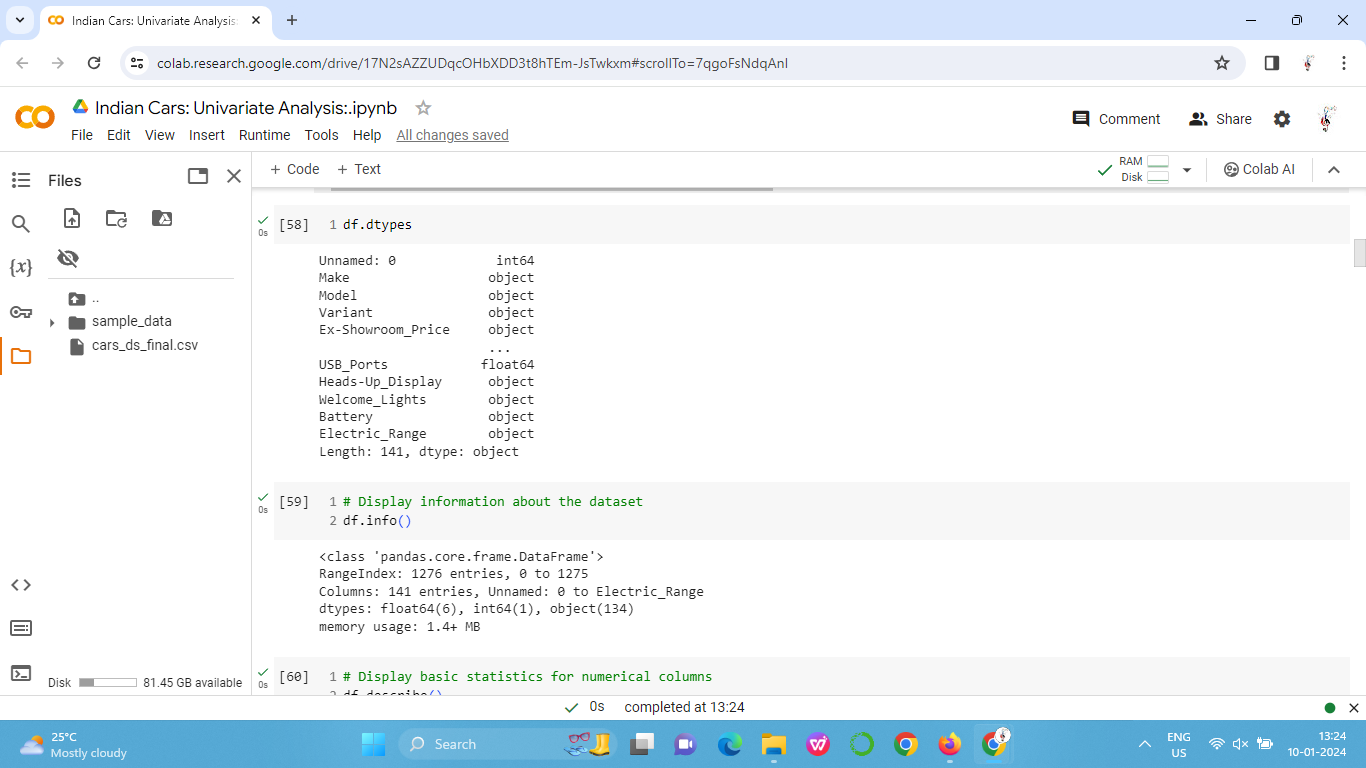 Indian Cars: Univariate Analysis
colab.research.google.com/drive/17N2sAZZUDqcOHbXDD3t8hTEm-JsTwkxm#scrollTo=7qgoFsNdqAnI
Indian Cars: Univariate Analysis:.ipynb
File Edit View Insert Runtime Tools Help All changes saved
Comment
Share
Files
+ Code + Text
RAM
Disk
Colab AI
..
sample_data
cars_ds_final.csv
[58] 1 df.dtypes
0s
Unnamed: 0 int64
Make object
Model object
Variant object
Ex-Showroom_Price object
...
USB_Ports float64
Heads-Up_Display object
Welcome_Lights object
Battery object
Electric_Range object
Length: 141, dtype: object
[59] 1 # Display information about the dataset
0s
2 df.info()
<class 'pandas.core.frame.DataFrame'>
RangeIndex: 1276 entries, 0 to 1275
Columns: 141 entries, Unnamed: 0 to Electric_Range
dtypes: float64(6), int64(1), object(134)
memory usage: 1.4+ MB
[60] 1 # Display basic statistics for numerical columns
0s
2 df.describe()
Disk 81.45 GB available
0s completed at 13:24
25°C
Mostly cloudy
Search
ENG
US
13:24
10-01-2024